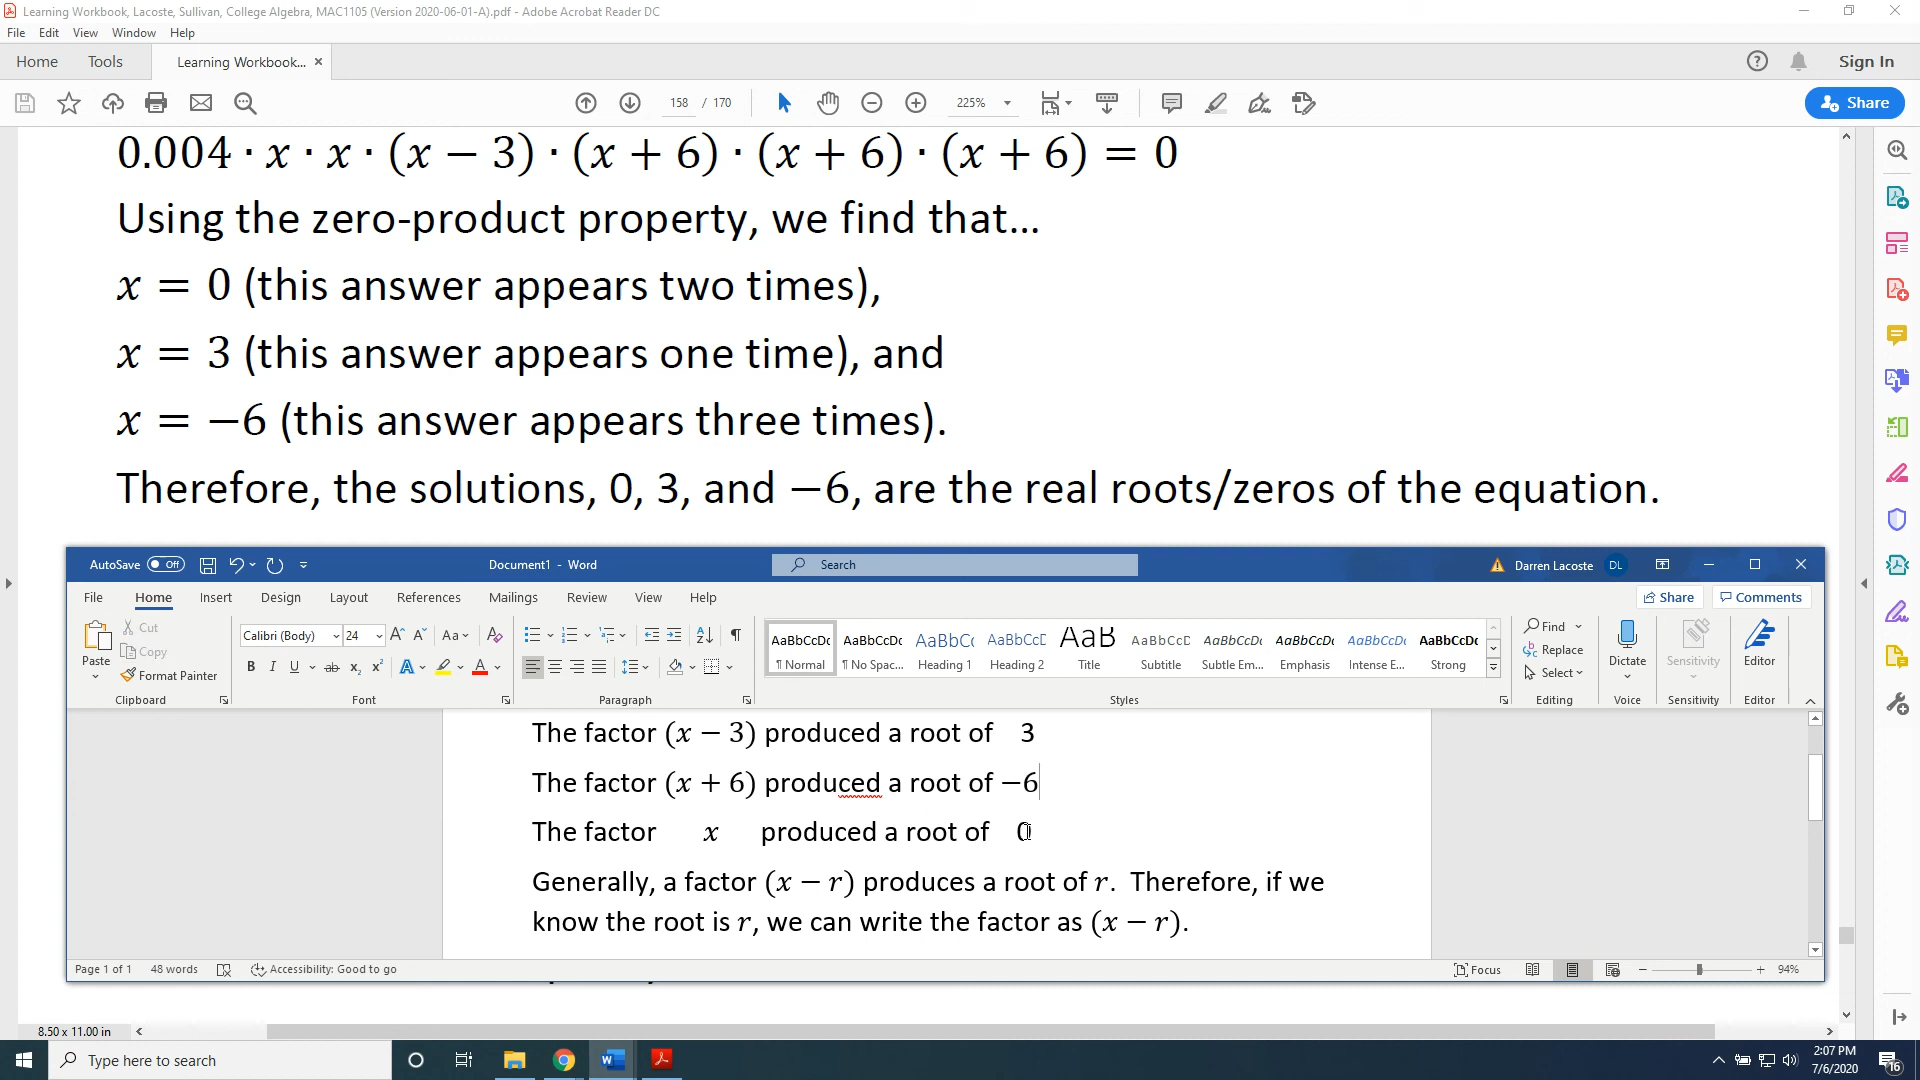 Learning Workbook, Lacoste, Sullivan, College Algebra, MAC1105 (Version 2020-06-01-A).pdf - Adobe Acrobat Reader DC
File Edit View Window Help
Home Tools Learning Workbook... × Sign In
158 / 170 225% Share
0.004 · x · x · (x − 3) · (x + 6) · (x + 6) · (x + 6) = 0
Using the zero-product property, we find that...
x = 0 (this answer appears two times),
x = 3 (this answer appears one time), and
x = −6 (this answer appears three times).
Therefore, the solutions, 0, 3, and −6, are the real roots/zeros of the equation.
AutoSave Off Document1 - Word Search Darren Lacoste DL
File Home Insert Design Layout References Mailings Review View Help Share Comments
Paste Cut Copy Format Painter
Calibri (Body) 24
AaBbCcDc AaBbCcDc AaBbCc AaBbCcD AaB AaBbCcD AaBbCcDc AaBbCcDc AaBbCcDc AaBbCcDc
¶ Normal ¶ No Spac... Heading 1 Heading 2 Title Subtitle Subtle Em... Emphasis Intense E... Strong
Find Replace Select Dictate Sensitivity Editor
Clipboard Font Paragraph Styles Editing Voice Sensitivity Editor
The factor (x − 3) produced a root of 3
The factor (x + 6) produced a root of −6
The factor x produced a root of 0
Generally, a factor (x − r) produces a root of r. Therefore, if we
know the root is r, we can write the factor as (x − r).
Page 1 of 1 48 words Accessibility: Good to go Focus 94%
8.50 x 11.00 in
Type here to search
2:07 PM
7/6/2020
16